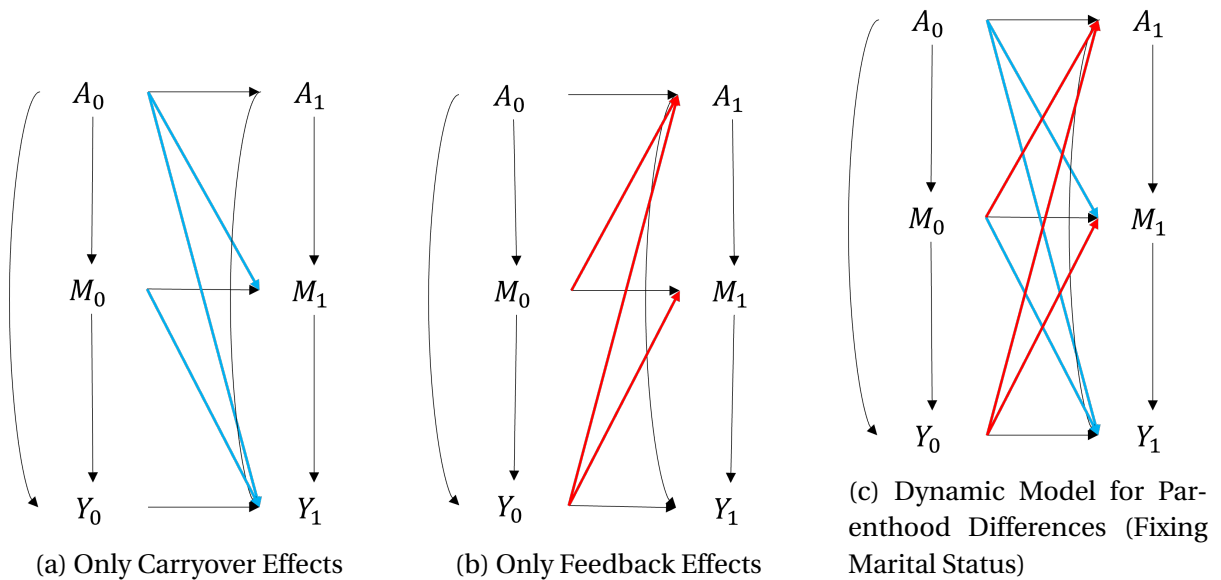 A₀ A₁
M₀ M₁
Y₀ Y₁
(a) Only Carryover Effects
A₀ A₁
M₀ M₁
Y₀ Y₁
(b) Only Feedback Effects
A₀ A₁
M₀ M₁
Y₀ Y₁
(c) Dynamic Model for Par-
enthood Differences (Fixing
Marital Status)